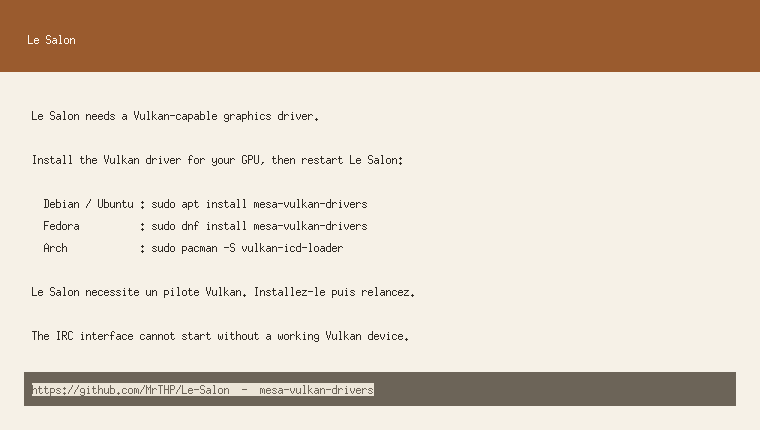 Le Salon
Le Salon needs a Vulkan-capable graphics driver.
Install the Vulkan driver for your GPU, then restart Le Salon:
Debian / Ubuntu : sudo apt install mesa-vulkan-drivers
Fedora          : sudo dnf install mesa-vulkan-drivers
Arch            : sudo pacman -S vulkan-icd-loader
Le Salon necessite un pilote Vulkan. Installez-le puis relancez.
The IRC interface cannot start without a working Vulkan device.
https://github.com/MrTHP/Le-Salon  -  mesa-vulkan-drivers